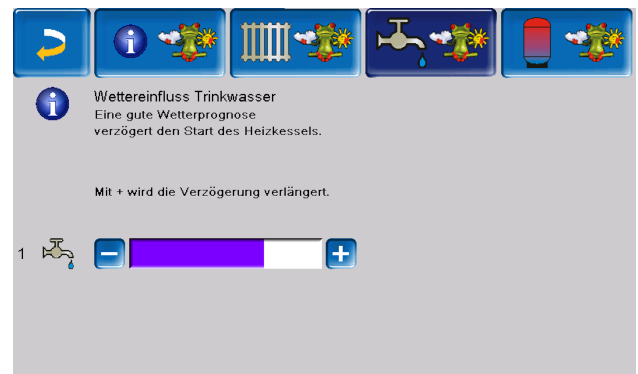 Wettereinfluss Trinkwasser
Eine gute Wetterprognose
verzögert den Start des Heizkessels.
Mit + wird die Verzögerung verlängert.
1